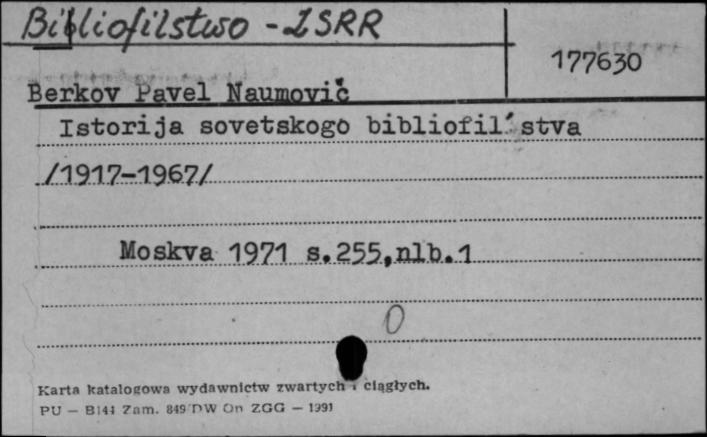 Bibliofilstwo - ZSRR
177630
Berkov Pavel Naumovič
Istorija sovetskogo bibliofil´stva
/1917-1967/
Moskva 1971 s.255,nlb.1
0
Karta katalogowa wydawnictw zwartych i ciągłych.
PU — B144 Zam. 849 DW On ZGG — 1991